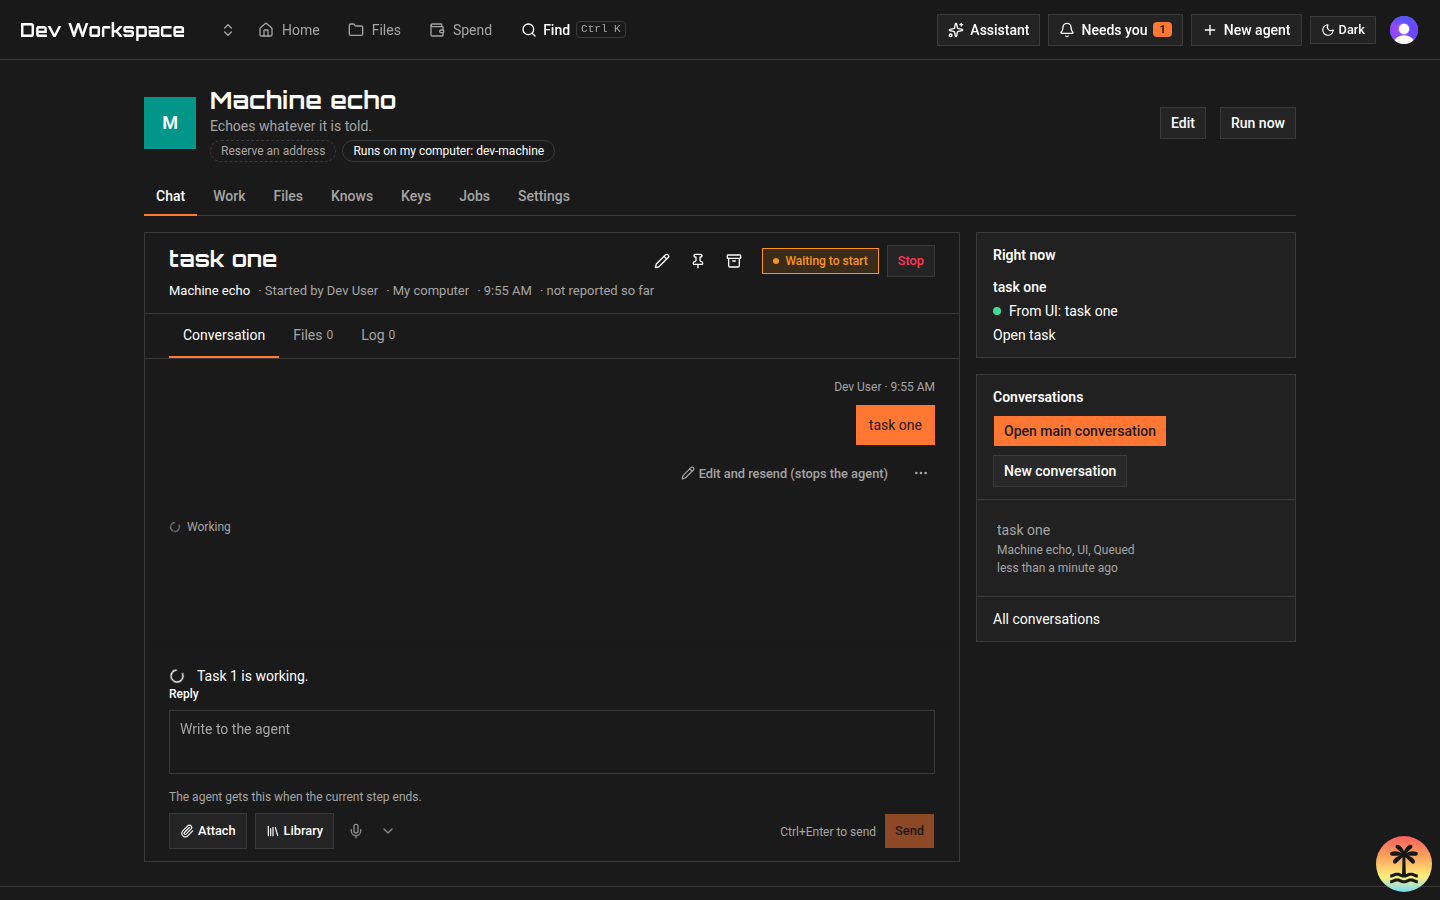 Dev Workspace
Home
Files
Spend
Find Ctrl K
Assistant
Needs you 1
New agent
Dark
M
Machine echo
Echoes whatever it is told.
Reserve an address
Runs on my computer: dev-machine
Edit
Run now
Chat
Work
Files
Knows
Keys
Jobs
Settings
task one
Waiting to start
Stop
Machine echo · Started by Dev User · My computer · 9:55 AM · not reported so far
Conversation
Files 0
Log 0
Dev User · 9:55 AM
task one
Edit and resend (stops the agent)
Working
Task 1 is working.
Reply
Write to the agent
The agent gets this when the current step ends.
Attach
Library
Ctrl+Enter to send
Send
Right now
task one
From UI: task one
Open task
Conversations
Open main conversation
New conversation
task one
Machine echo, UI, Queued
less than a minute ago
All conversations